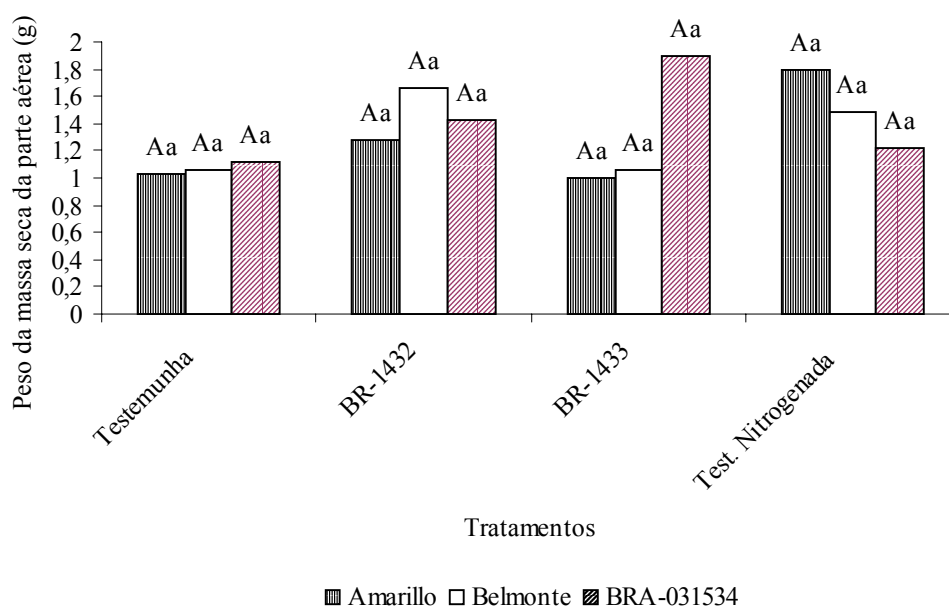 Peso da massa seca da parte aérea (g)
2
1,8
1,6
1,4
1,2
1
0,8
0,6
0,4
0,2
0
Aa Aa Aa
Aa Aa Aa
Aa Aa Aa
Aa Aa Aa
Testemunha
BR-1432
BR-1433
Test. Nitrogenada
Tratamentos
Amarillo Belmonte BRA-031534